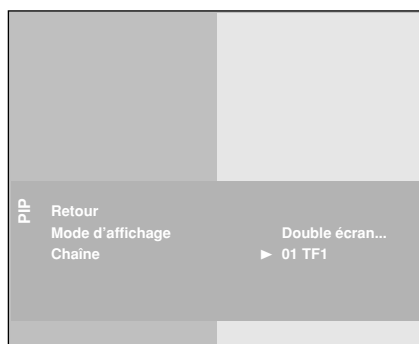 PIP
Retour
Mode d'affichage Double écran...
Chaîne ► 01 TF1